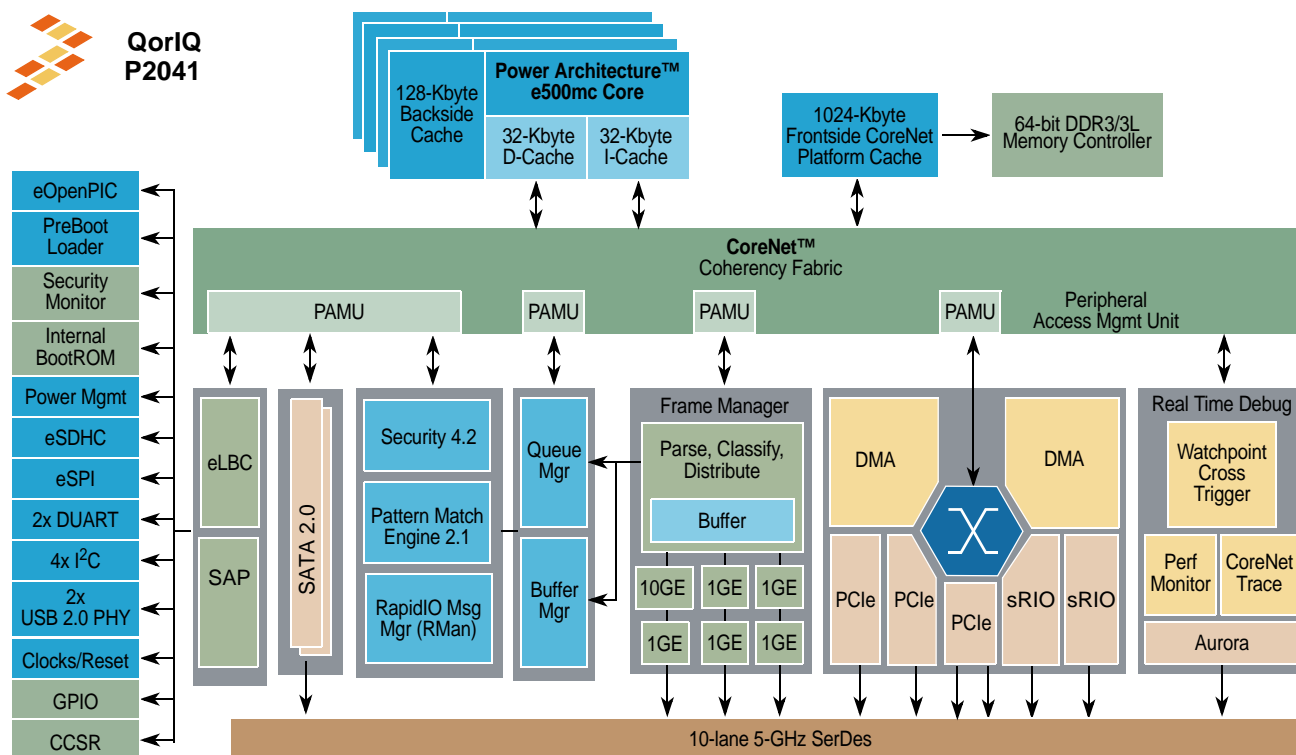 QorIQ
P2041
128-Kbyte
Backside
Cache
Power Architecture™
e500mc Core
32-Kbyte
D-Cache
32-Kbyte
I-Cache
1024-Kbyte
Frontside CoreNet
Platform Cache
64-bit DDR3/3L
Memory Controller
eOpenPIC
PreBoot
Loader
Security
Monitor
Internal
BootROM
Power Mgmt
eSDHC
eSPI
2x DUART
4x I²C
2x
USB 2.0 PHY
Clocks/Reset
GPIO
CCSR
CoreNet™
Coherency Fabric
PAMU
PAMU
PAMU
PAMU
Peripheral
Access Mgmt Unit
eLBC
SAP
SATA 2.0
Security 4.2
Pattern Match
Engine 2.1
RapidIO Msg
Mgr (RMan)
Queue
Mgr
Buffer
Mgr
Frame Manager
Parse, Classify,
Distribute
Buffer
10GE
1GE
1GE
1GE
1GE
1GE
DMA
DMA
PCIe
PCIe
PCIe
sRIO
sRIO
Real Time Debug
Watchpoint
Cross
Trigger
Perf
Monitor
CoreNet
Trace
Aurora
10-lane 5-GHz SerDes